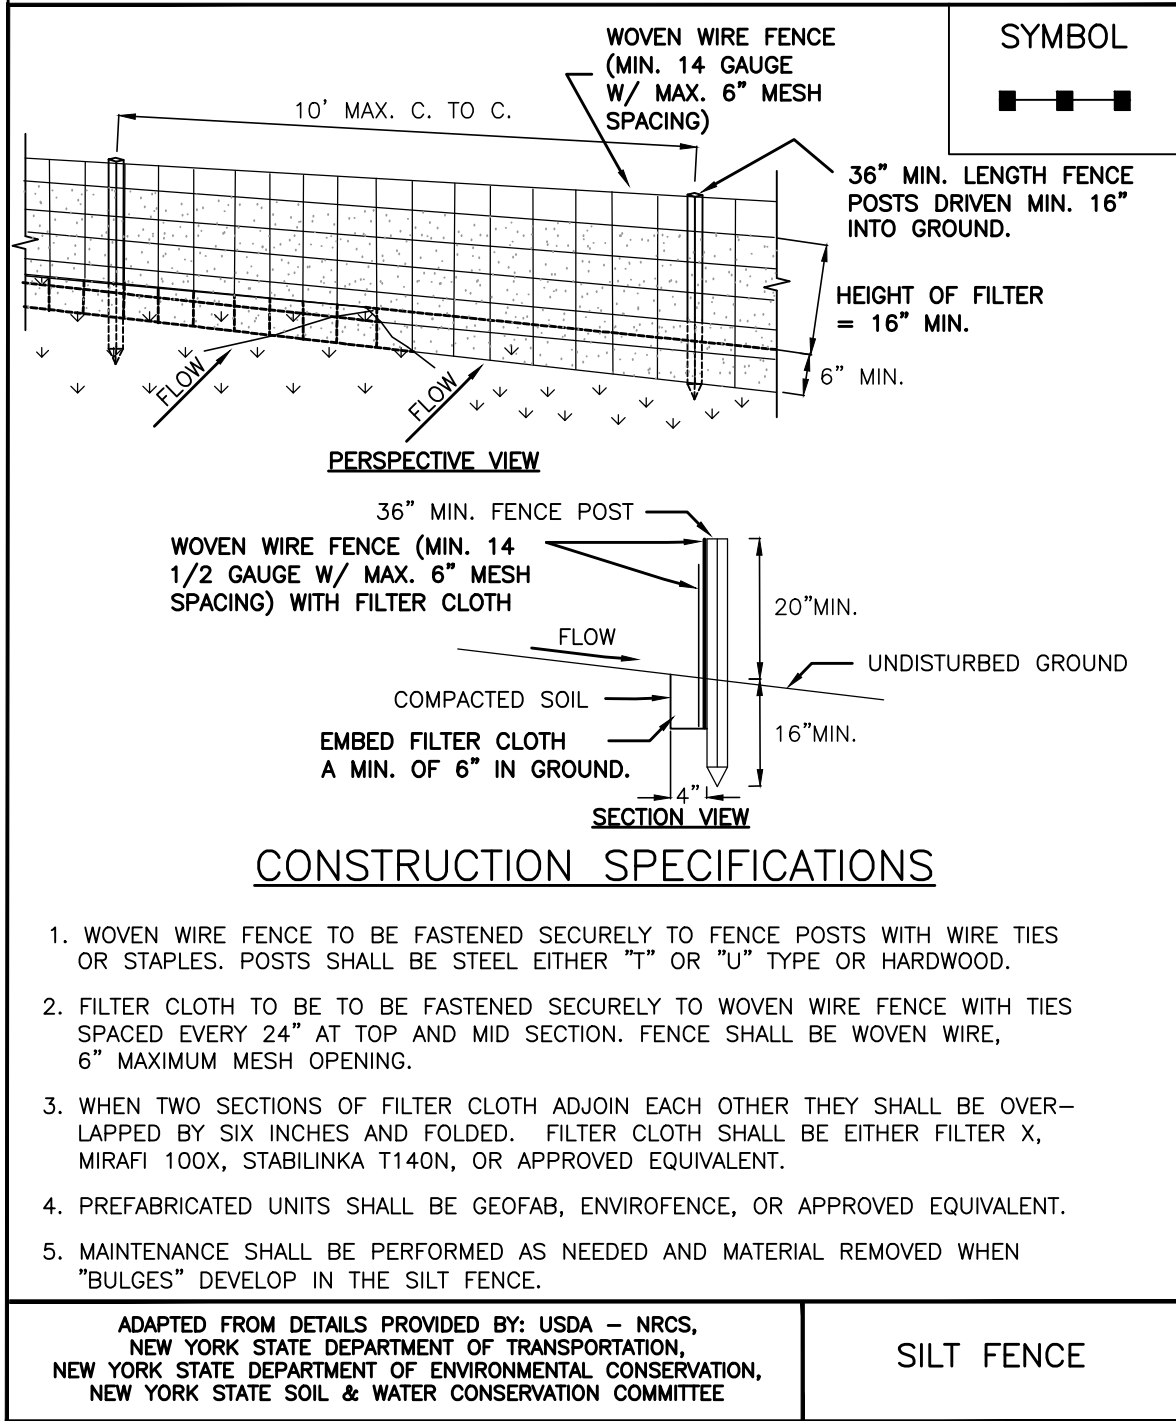 WOVEN WIRE FENCE
(MIN. 14 GAUGE
W/ MAX. 6” MESH
SPACING)
SYMBOL
10’ MAX. C. TO C.
36” MIN. LENGTH FENCE
POSTS DRIVEN MIN. 16”
INTO GROUND.
HEIGHT OF FILTER
= 16” MIN.
6” MIN.
FLOW
FLOW
PERSPECTIVE VIEW
36” MIN. FENCE POST
WOVEN WIRE FENCE (MIN. 14
1/2 GAUGE W/ MAX. 6” MESH
SPACING) WITH FILTER CLOTH
20”MIN.
FLOW
UNDISTURBED GROUND
COMPACTED SOIL
EMBED FILTER CLOTH
A MIN. OF 6” IN GROUND.
16”MIN.
4”
SECTION VIEW
CONSTRUCTION SPECIFICATIONS
1. WOVEN WIRE FENCE TO BE FASTENED SECURELY TO FENCE POSTS WITH WIRE TIES
OR STAPLES. POSTS SHALL BE STEEL EITHER ”T” OR ”U” TYPE OR HARDWOOD.
2. FILTER CLOTH TO BE TO BE FASTENED SECURELY TO WOVEN WIRE FENCE WITH TIES
SPACED EVERY 24” AT TOP AND MID SECTION. FENCE SHALL BE WOVEN WIRE,
6” MAXIMUM MESH OPENING.
3. WHEN TWO SECTIONS OF FILTER CLOTH ADJOIN EACH OTHER THEY SHALL BE OVER–
LAPPED BY SIX INCHES AND FOLDED. FILTER CLOTH SHALL BE EITHER FILTER X,
MIRAFI 100X, STABILINKA T140N, OR APPROVED EQUIVALENT.
4. PREFABRICATED UNITS SHALL BE GEOFAB, ENVIROFENCE, OR APPROVED EQUIVALENT.
5. MAINTENANCE SHALL BE PERFORMED AS NEEDED AND MATERIAL REMOVED WHEN
”BULGES” DEVELOP IN THE SILT FENCE.
ADAPTED FROM DETAILS PROVIDED BY: USDA – NRCS,
NEW YORK STATE DEPARTMENT OF TRANSPORTATION,
NEW YORK STATE DEPARTMENT OF ENVIRONMENTAL CONSERVATION,
NEW YORK STATE SOIL & WATER CONSERVATION COMMITTEE
SILT FENCE